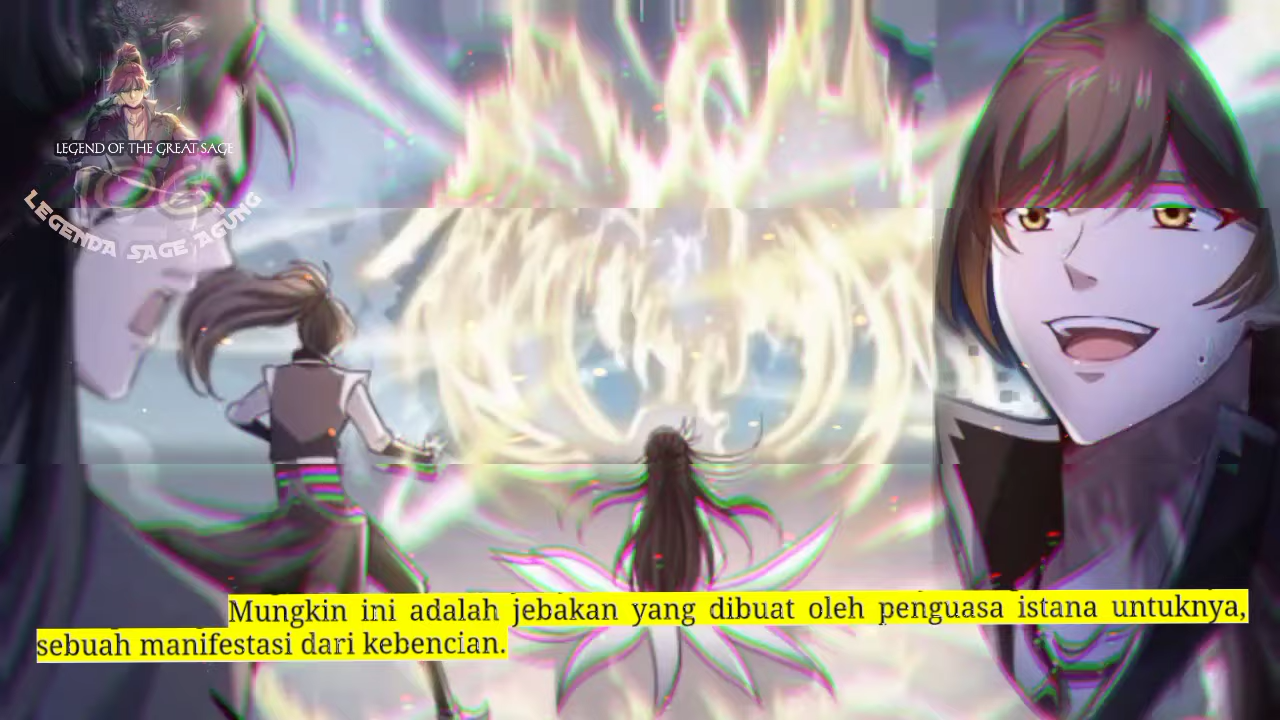 LEGEND OF THE GREAT SAGE
LEGENDA SAGE AGUNG
Mungkin ini adalah jebakan yang dibuat oleh penguasa istana untuknya,
sebuah manifestasi dari kebencian.